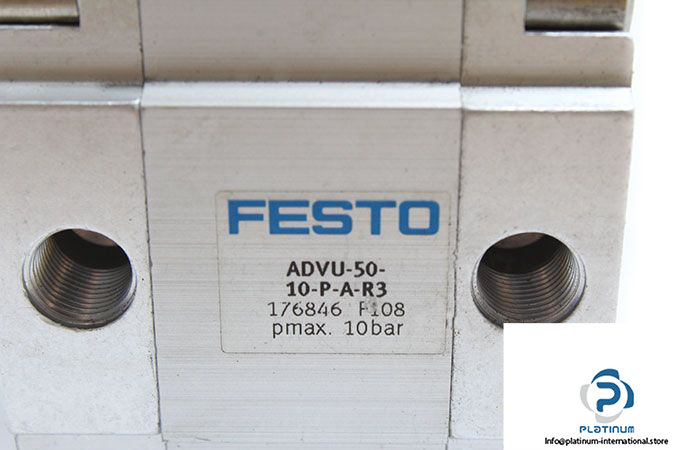 FESTO
ADVU-50-
10-P-A-R3
176846 F108
pmax. 10bar
P
PLATINUM
Info@platinum-international.store